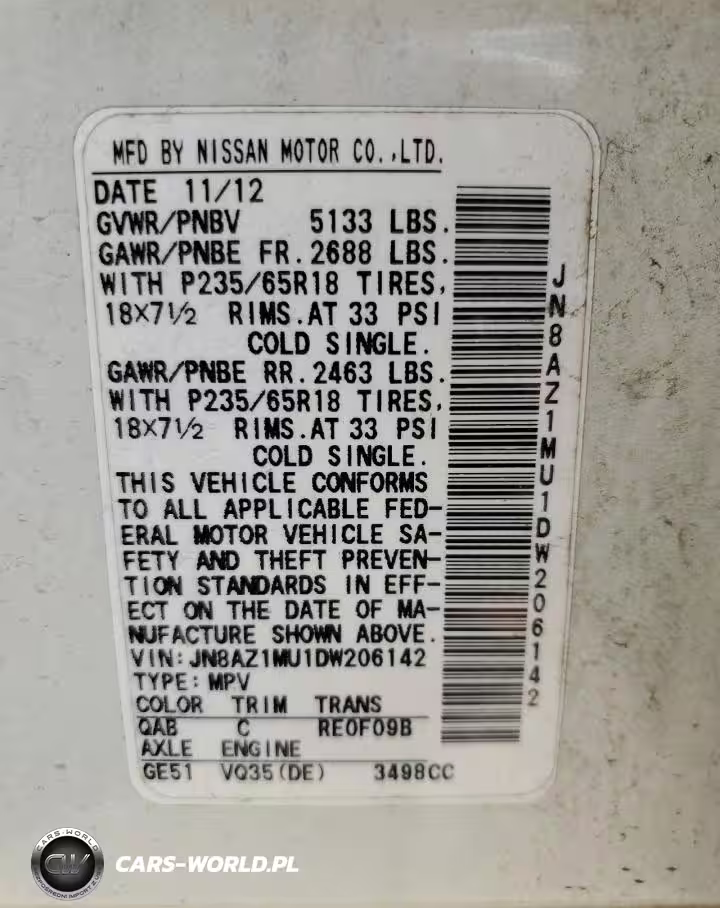 MFD BY NISSAN MOTOR CO.,LTD.
DATE 11/12
GVWR/PNBV 5133 LBS.
GAWR/PNBE FR. 2688 LBS.
WITH P235/65R18 TIRES,
18X7½ RIMS. AT 33 PSI
COLD SINGLE.
GAWR/PNBE RR. 2463 LBS.
WITH P235/65R18 TIRES,
18X7½ RIMS. AT 33 PSI
COLD SINGLE.
THIS VEHICLE CONFORMS
TO ALL APPLICABLE FED-
ERAL MOTOR VEHICLE SA-
FETY AND THEFT PREVEN-
TION STANDARDS IN EFF-
ECT ON THE DATE OF MA-
NUFACTURE SHOWN ABOVE.
VIN: JN8AZ1MU1DW206142
TYPE: MPV
COLOR TRIM TRANS
QAB C RE0F09B
AXLE ENGINE
GE51 VQ35(DE) 3498CC
JN8AZ1MU1DW206142
CARS-WORLD
CW
CARS-WORLD.PL